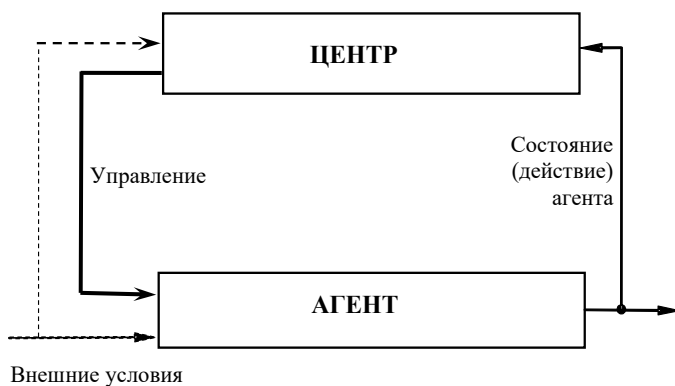 ЦЕНТР
Состояние
(действие)
агента
Управление
АГЕНТ
Внешние условия